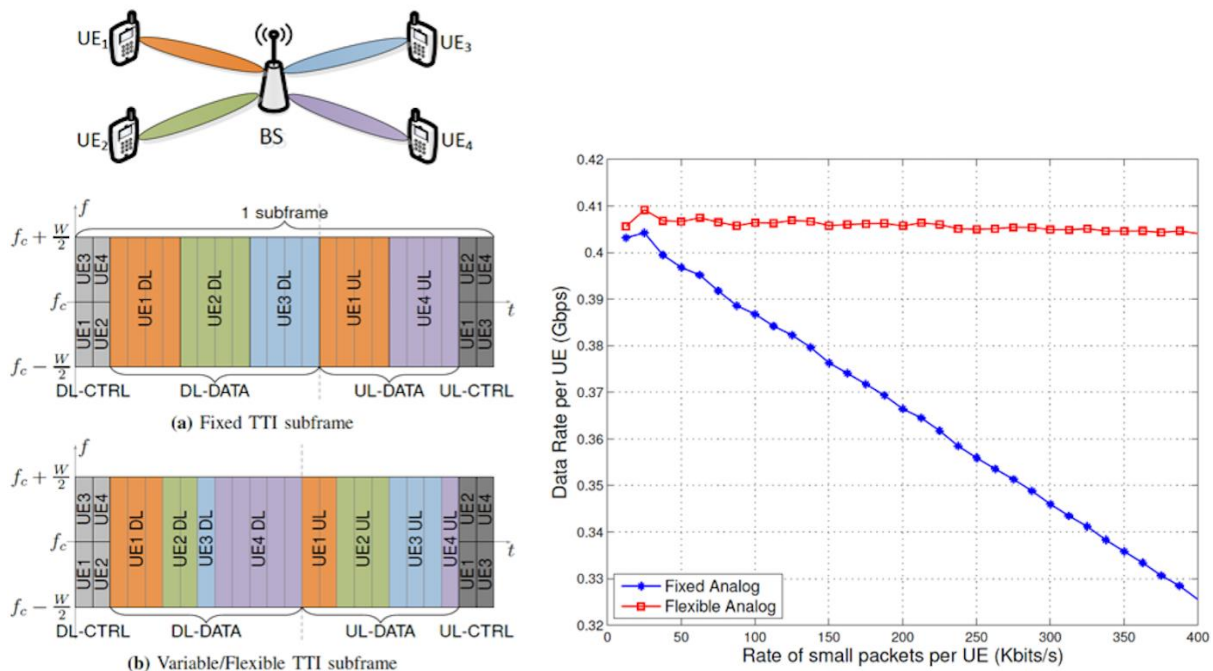 UE1
UE3
UE2
BS
UE4
f
1 subframe
fc + W/2
fc
fc − W/2
UE3
UE4
UE1
UE2
UE1 DL
UE2 DL
UE3 DL
UE1 UL
UE4 UL
UE2
UE4
UE1
UE3
t
DL-CTRL
DL-DATA
UL-DATA
UL-CTRL
(a) Fixed TTI subframe
f
fc + W/2
fc
fc − W/2
UE3
UE4
UE1
UE2
UE1 DL
UE2 DL
UE3 DL
UE4 DL
UE1 UL
UE2 UL
UE3 UL
UE4 UL
UE2
UE4
UE1
UE3
t
DL-CTRL
DL-DATA
UL-DATA
UL-CTRL
(b) Variable/Flexible TTI subframe
Data Rate per UE (Gbps)
0.42
0.41
0.4
0.39
0.38
0.37
0.36
0.35
0.34
0.33
0.32
Fixed Analog
Flexible Analog
0 50 100 150 200 250 300 350 400
Rate of small packets per UE (Kbits/s)